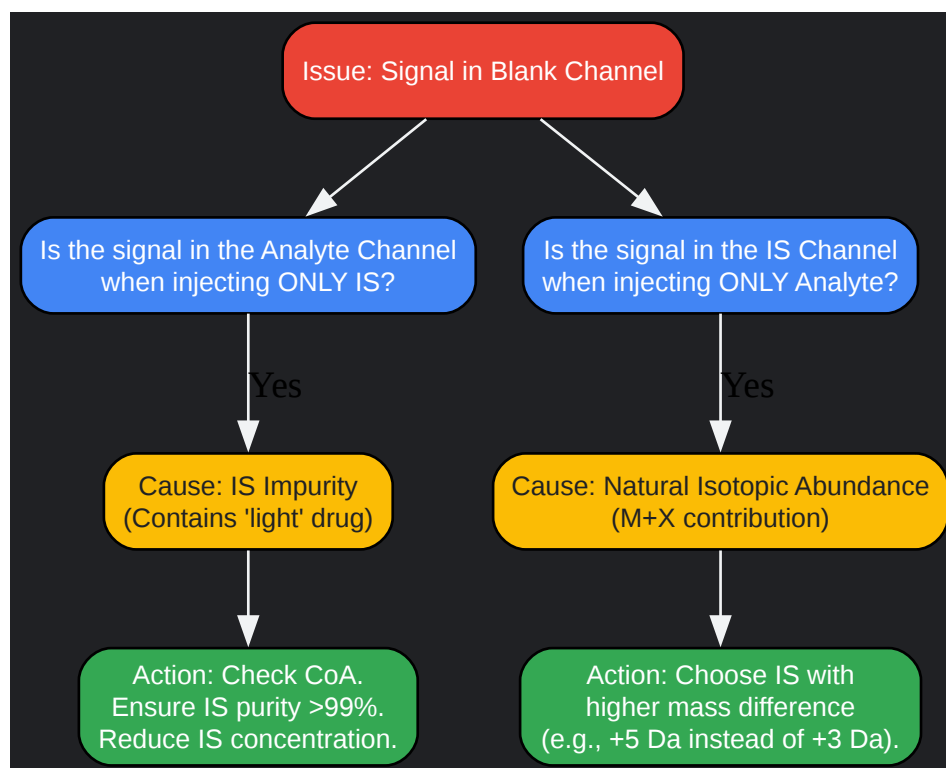 Issue: Signal in Blank Channel
Is the signal in the Analyte Channel
when injecting ONLY IS?
Is the signal in the IS Channel
when injecting ONLY Analyte?
Yes
Yes
Cause: IS Impurity
(Contains 'light' drug)
Cause: Natural Isotopic Abundance
(M+X contribution)
Action: Check CoA.
Ensure IS purity >99%.
Reduce IS concentration.
Action: Choose IS with
higher mass difference
(e.g., +5 Da instead of +3 Da).